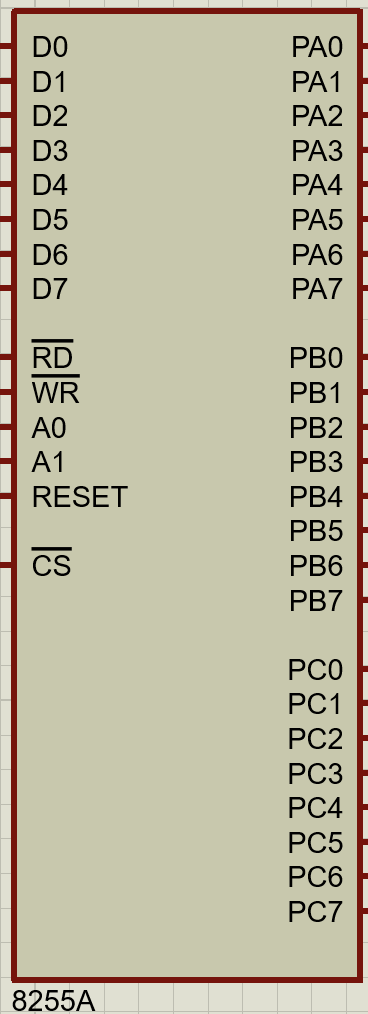 D0 PA0
D1 PA1
D2 PA2
D3 PA3
D4 PA4
D5 PA5
D6 PA6
D7 PA7
RD PB0
WR PB1
A0 PB2
A1 PB3
RESET PB4
PB5
CS PB6
PB7
PC0
PC1
PC2
PC3
PC4
PC5
PC6
PC7
8255A